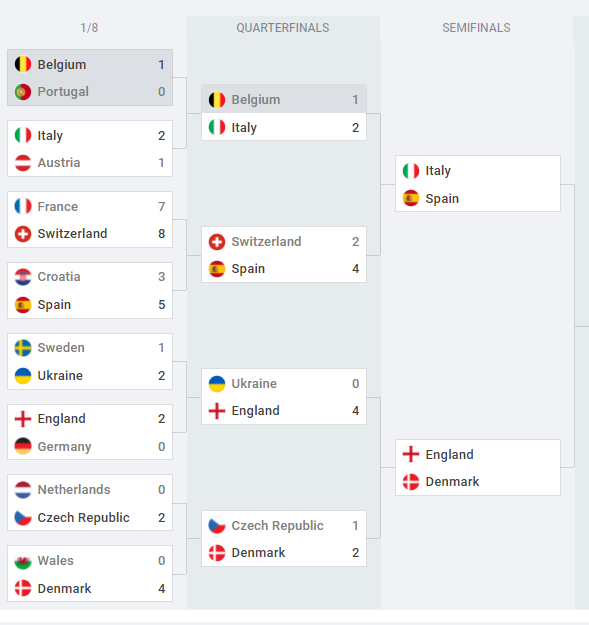 1/8
QUARTERFINALS
SEMIFINALS
Belgium 1
Portugal 0
Italy 2
Austria 1
France 7
Switzerland 8
Croatia 3
Spain 5
Sweden 1
Ukraine 2
England 2
Germany 0
Netherlands 0
Czech Republic 2
Wales 0
Denmark 4
Belgium 1
Italy 2
Switzerland 2
Spain 4
Ukraine 0
England 4
Czech Republic 1
Denmark 2
Italy
Spain
England
Denmark